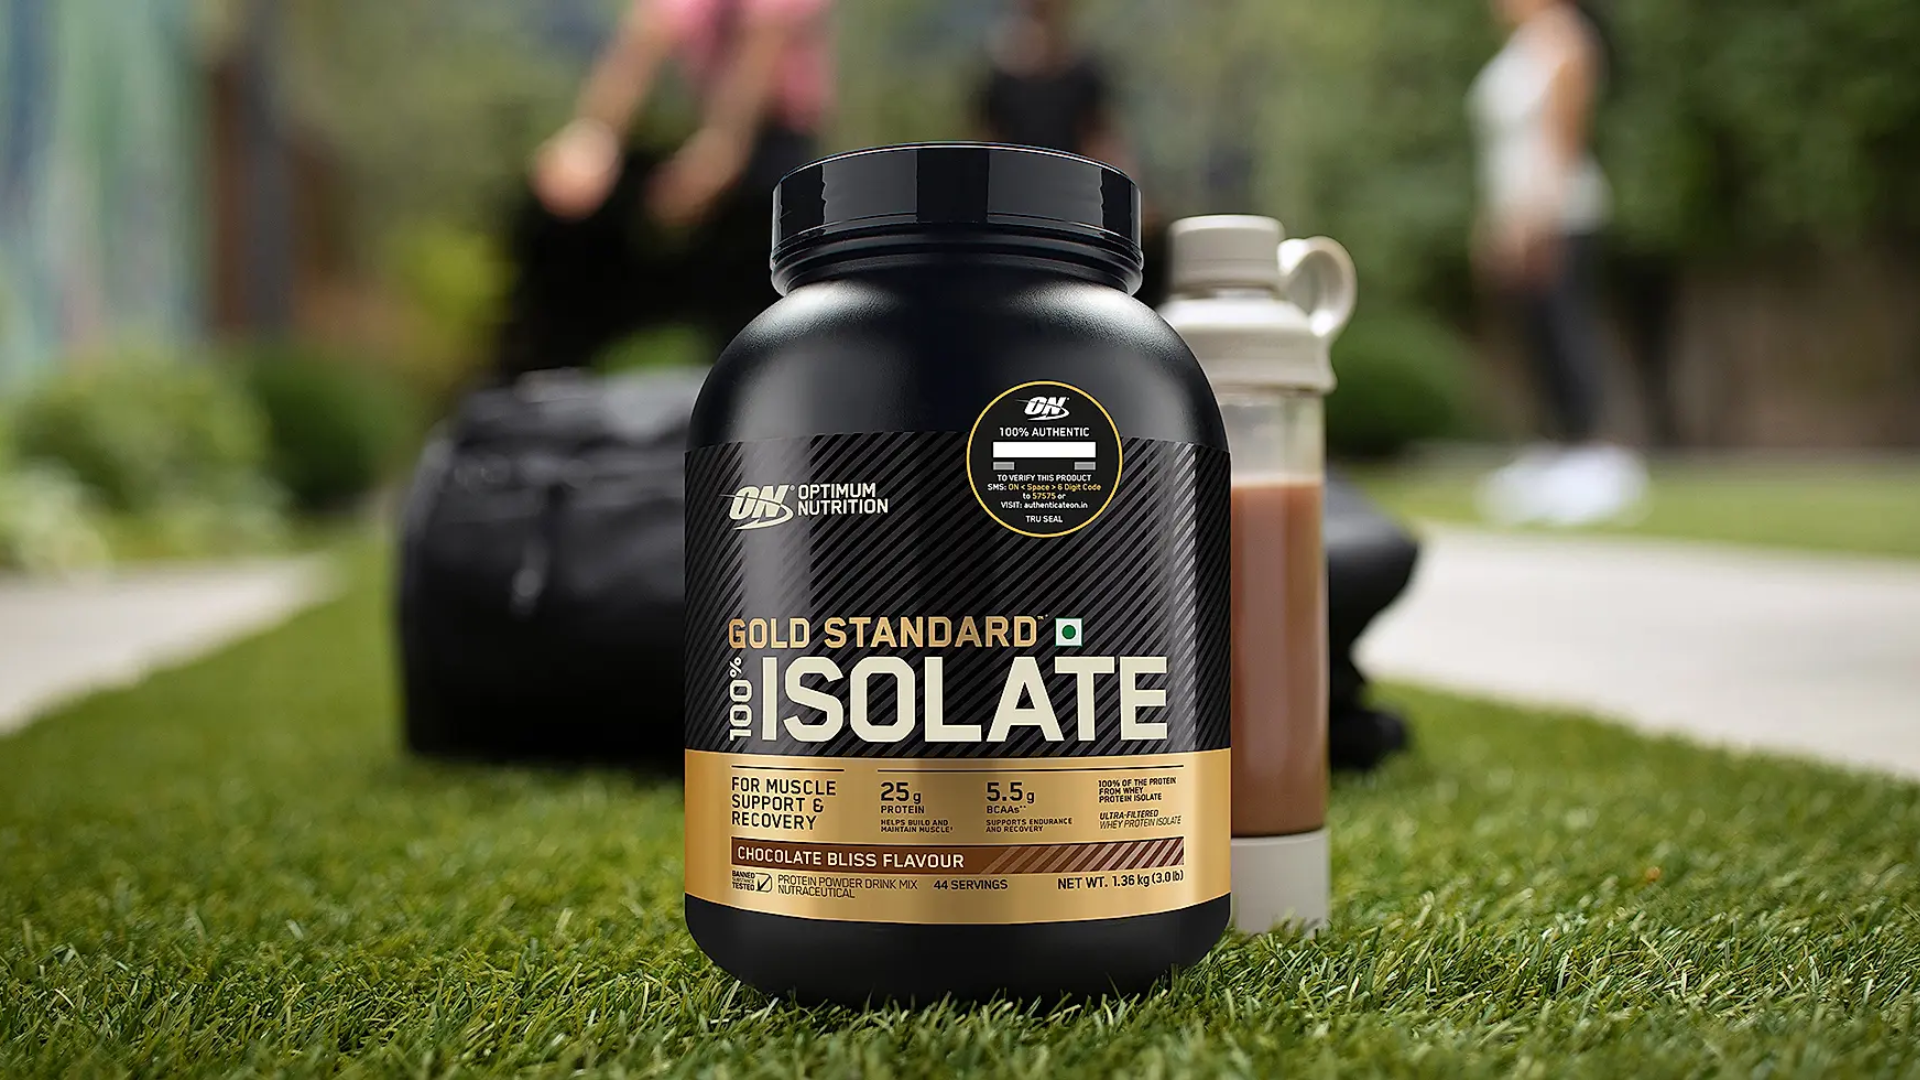 ON
100% AUTHENTIC
TO VERIFY THIS PRODUCT
SMS: ON < Space > 6 Digit Code
to 57575 or
VISIT: authenticateon.in
TRU SEAL
ON® OPTIMUM
NUTRITION
GOLD STANDARD™
100% ISOLATE
FOR MUSCLE
SUPPORT &
RECOVERY
25 g
PROTEIN
HELPS BUILD AND
MAINTAIN MUSCLE*
5.5 g
BCAAs**
SUPPORTS ENDURANCE
AND RECOVERY
100% OF THE PROTEIN
FROM WHEY
PROTEIN ISOLATE
ULTRA-FILTERED
WHEY PROTEIN ISOLATE
CHOCOLATE BLISS FLAVOUR
BANNED
SUBSTANCE
TESTED
PROTEIN POWDER DRINK MIX
NUTRACEUTICAL
44 SERVINGS
NET WT. 1.36 kg (3.0 lb)